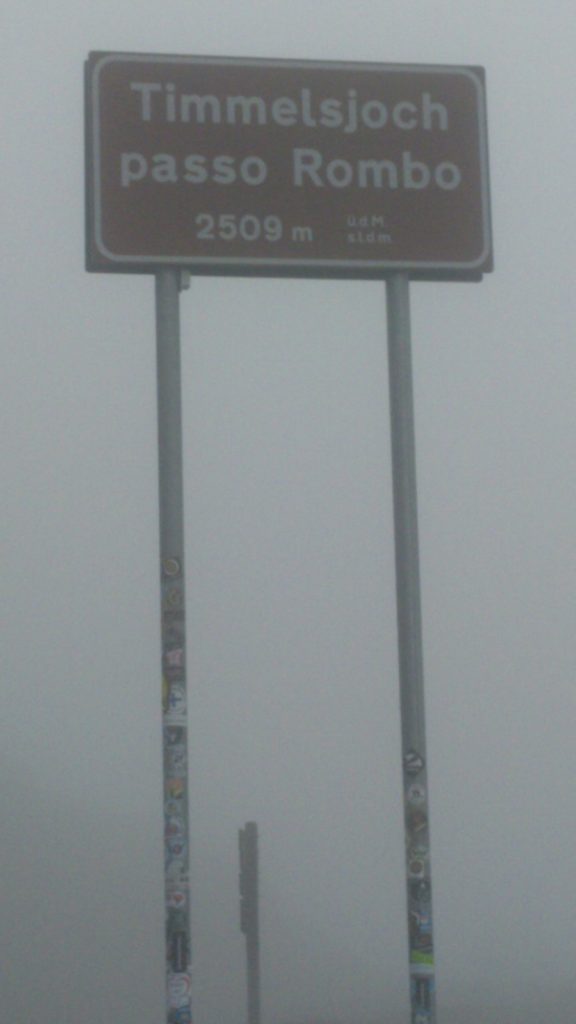 Timmelsjoch
passo Rombo
2509 m ü.d.M.
s.l.d.m.